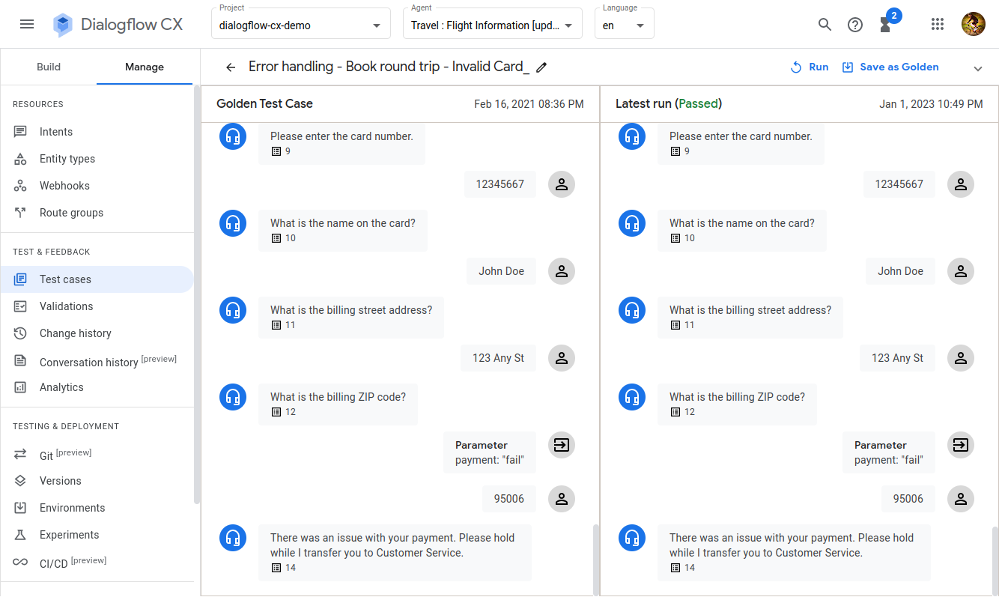 Dialogflow CX
Project
dialogflow-cx-demo
Agent
Travel : Flight Information [upd...
Language
en
2
Build
Manage
Error handling - Book round trip - Invalid Card_
Run
Save as Golden
RESOURCES
Intents
Entity types
Webhooks
Route groups
TEST & FEEDBACK
Test cases
Validations
Change history
Conversation history [preview]
Analytics
TESTING & DEPLOYMENT
Git [preview]
Versions
Environments
Experiments
CI/CD [preview]
Golden Test Case
Feb 16, 2021 08:36 PM
Please enter the card number.
9
12345667
What is the name on the card?
10
John Doe
What is the billing street address?
11
123 Any St
What is the billing ZIP code?
12
Parameter
payment: "fail"
95006
There was an issue with your payment. Please hold
while I transfer you to Customer Service.
14
Latest run (Passed)
Jan 1, 2023 10:49 PM
Please enter the card number.
9
12345667
What is the name on the card?
10
John Doe
What is the billing street address?
11
123 Any St
What is the billing ZIP code?
12
Parameter
payment: "fail"
95006
There was an issue with your payment. Please hold
while I transfer you to Customer Service.
14